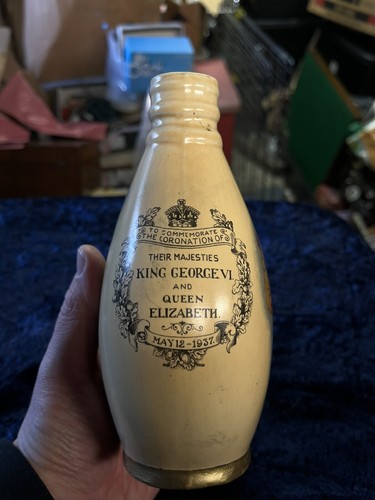 TO COMMEMORATE
THE CORONATION OF
THEIR MAJESTIES
KING GEORGE VI.
AND
QUEEN
ELIZABETH.
MAY 12 - 1937.